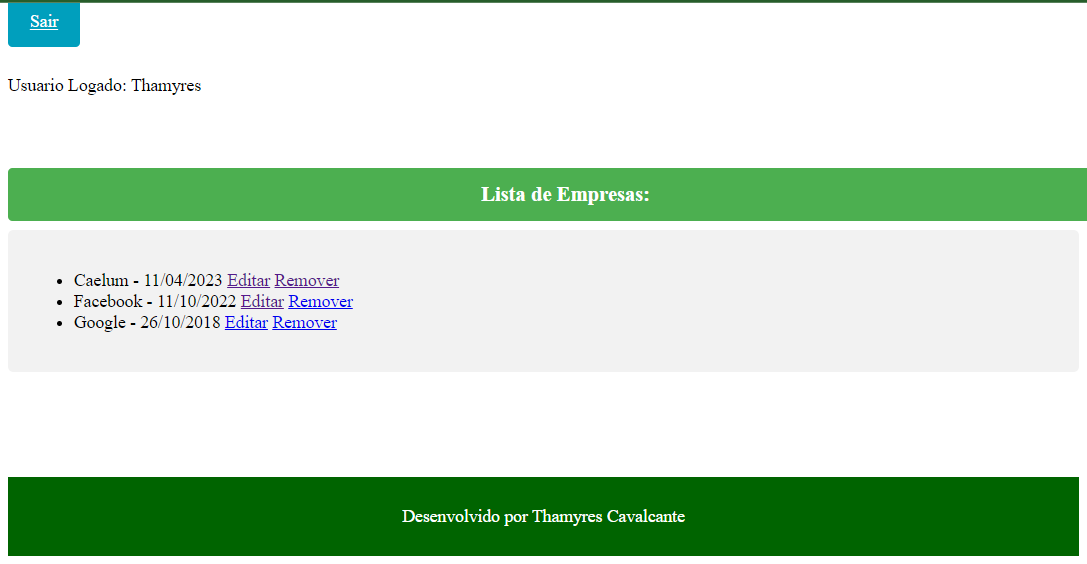 Sair
Usuario Logado: Thamyres
Lista de Empresas:
Caelum - 11/04/2023 Editar Remover
Facebook - 11/10/2022 Editar Remover
Google - 26/10/2018 Editar Remover
Desenvolvido por Thamyres Cavalcante